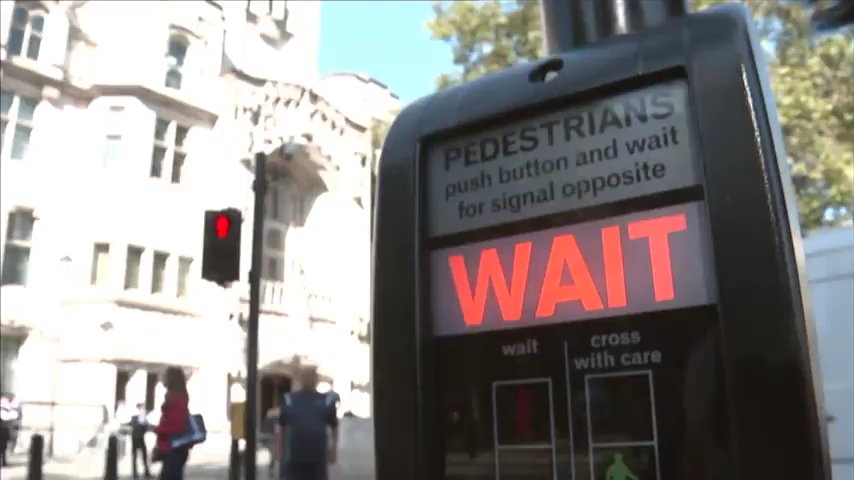 PEDESTRIANS
push button and wait
for signal opposite
WAIT
wait
cross
with care